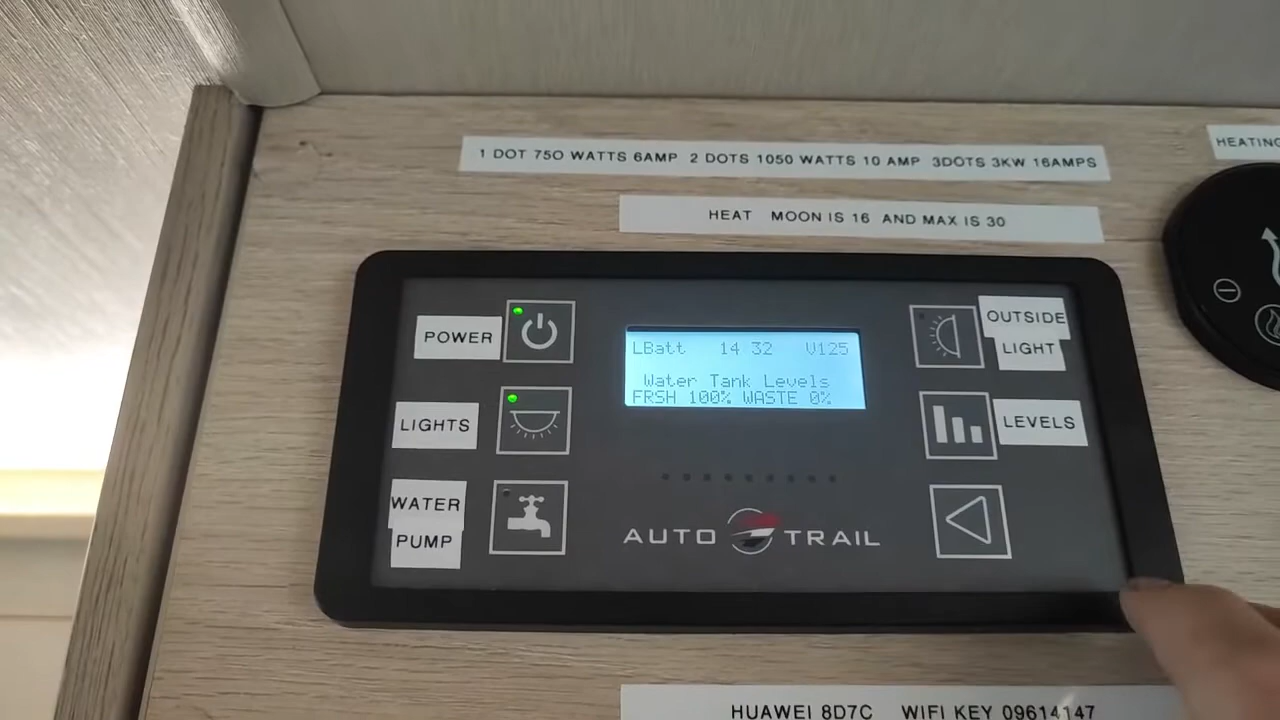 1 DOT 750 WATTS 6AMP 2 DOTS 1050 WATTS 10 AMP 3DOTS 3KW 16AMPS
HEATING
HEAT MOON IS 16 AND MAX IS 30
POWER
LIGHTS
WATER
PUMP
LBatt 14 32 V125
Water Tank Levels
FRSH 100% WASTE 0%
OUTSIDE
LIGHT
LEVELS
AUTO TRAIL
HUAWEI 8D7C WIFI KEY 09614147